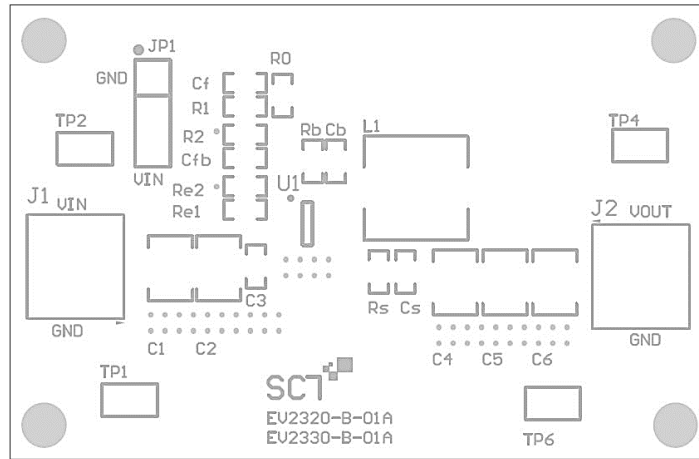 JP1
GND
R0
Cf
R1
TP2
R2
Rb Cb
L1
TP4
Cfb
VIN
Re2
U1
J1
VIN
Re1
J2
VOUT
C3
Rs
Cs
GND
GND
C1
C2
C4
C5
C6
TP1
SCT
EV2320-B-01A
EV2330-B-01A
TP6